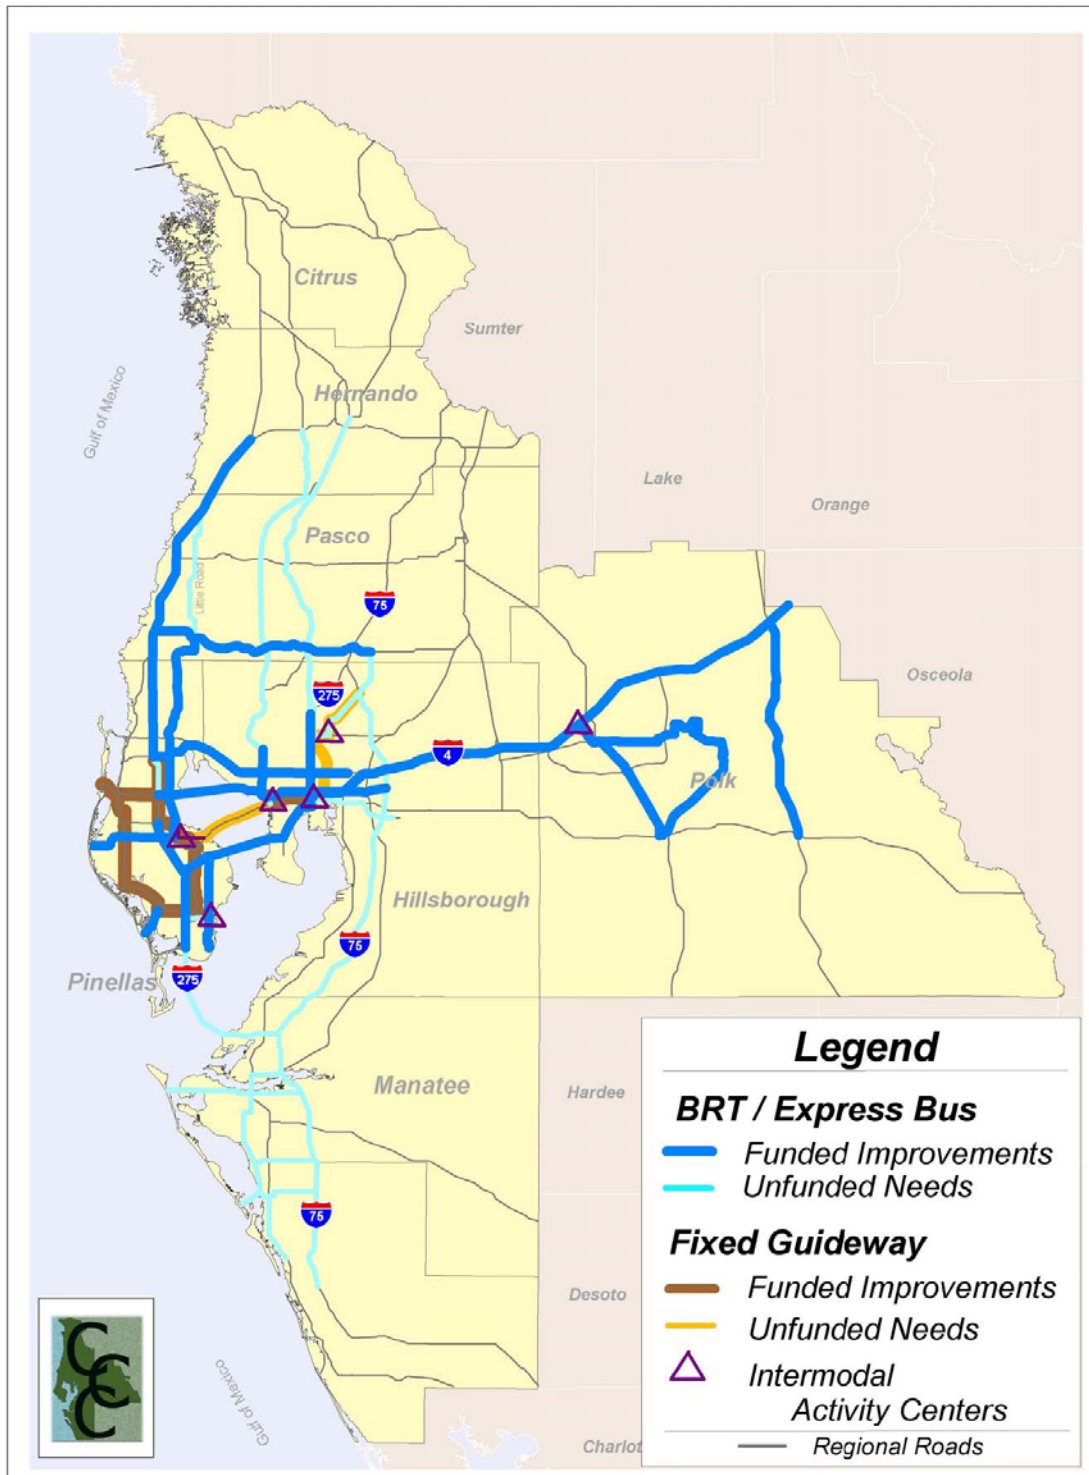 Citrus
Sumter
Hernando
Gulf of Mexico
Lake
Orange
Pasco
Little Road
75
275
Osceola
4
Polk
Hillsborough
75
Pinellas
275
Manatee
Hardee
75
Desoto
Gulf of Mexico
Charlot
CCC
Legend
BRT / Express Bus
Funded Improvements
Unfunded Needs
Fixed Guideway
Funded Improvements
Unfunded Needs
Intermodal
Activity Centers
Regional Roads